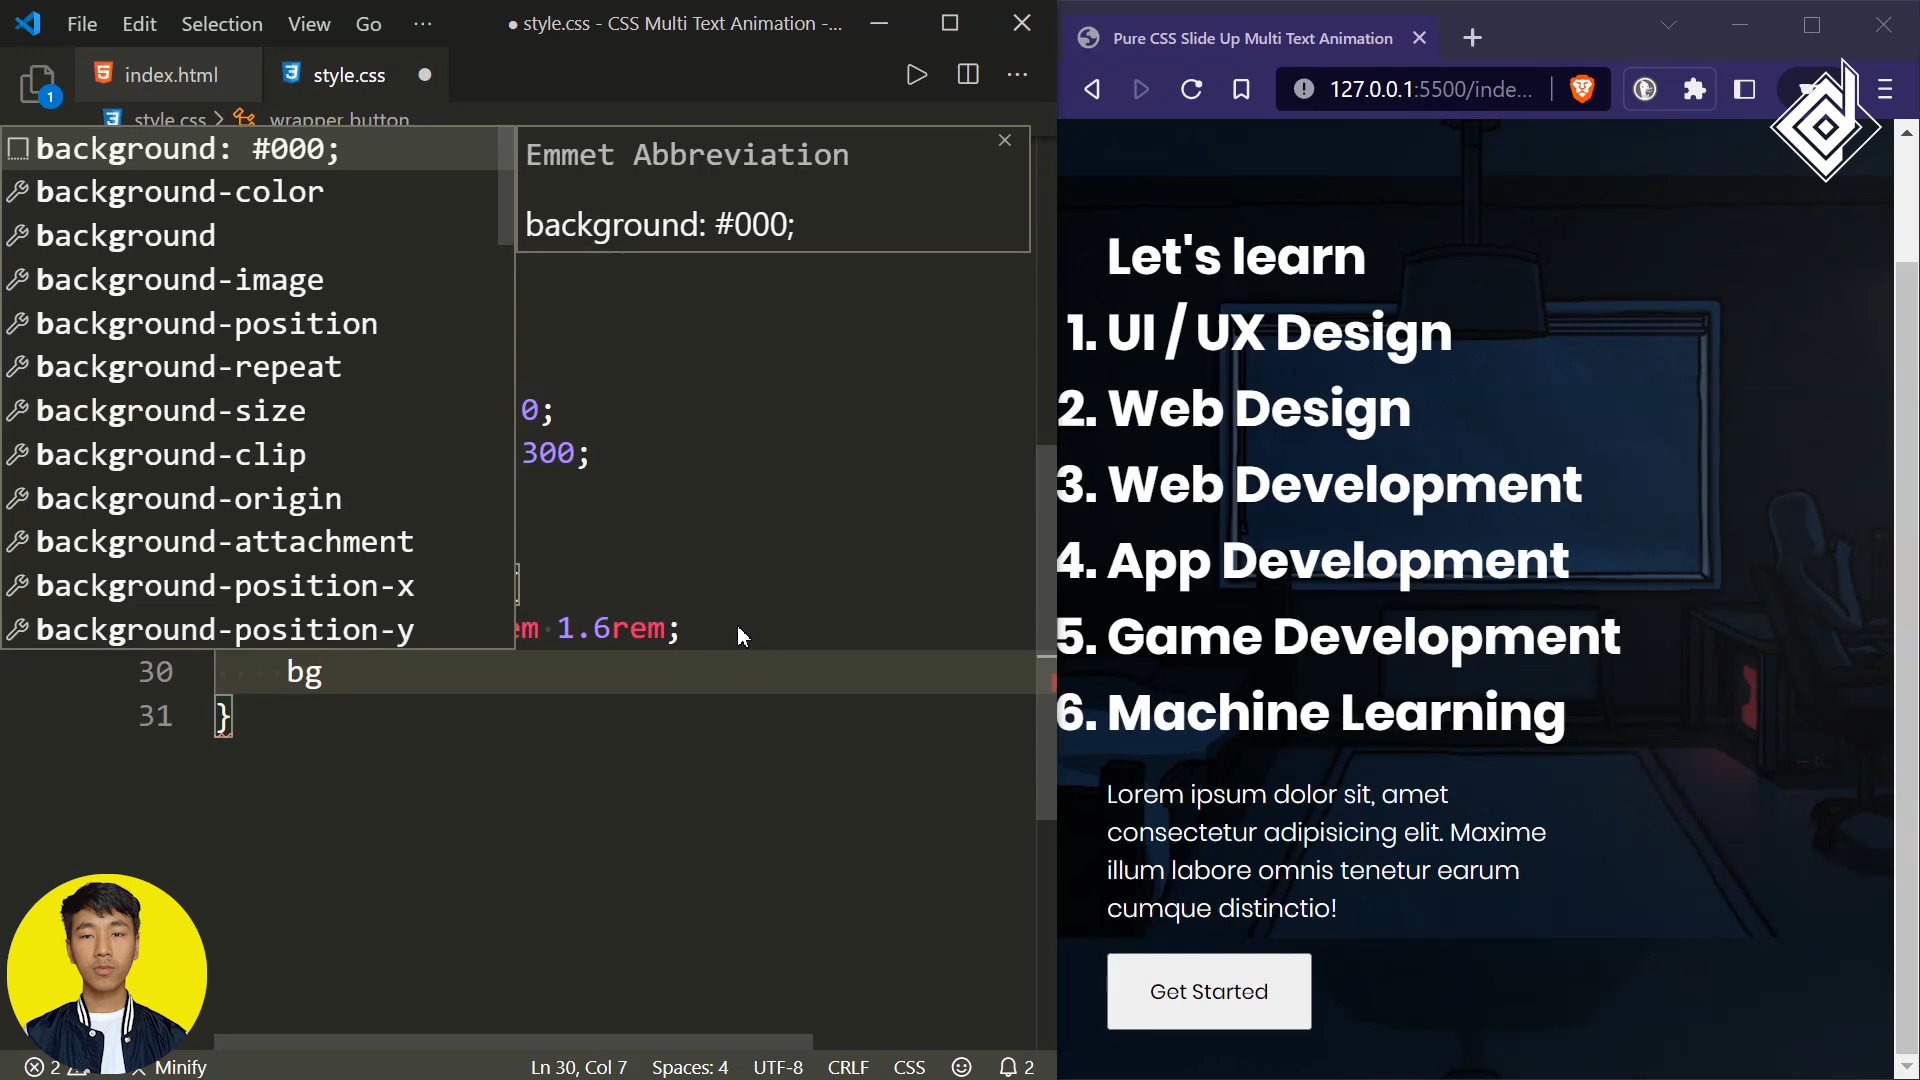 File Edit Selection View Go ···
● style.css - CSS Multi Text Animation -...
1
index.html
style.css
style.css > wrapper button
background: #000;
background-color
background
background-image
background-position
background-repeat
background-size
background-clip
background-origin
background-attachment
background-position-x
background-position-y
Emmet Abbreviation
background: #000;
0;
300;
em 1.6rem;
30 bg
31 }
2
Minify
Ln 30, Col 7
Spaces: 4
UTF-8
CRLF
CSS
2
Pure CSS Slide Up Multi Text Animation
127.0.0.1:5500/inde...
Let's learn
1. UI / UX Design
2. Web Design
3. Web Development
4. App Development
5. Game Development
6. Machine Learning
Lorem ipsum dolor sit, amet
consectetur adipisicing elit. Maxime
illum labore omnis tenetur earum
cumque distinctio!
Get Started